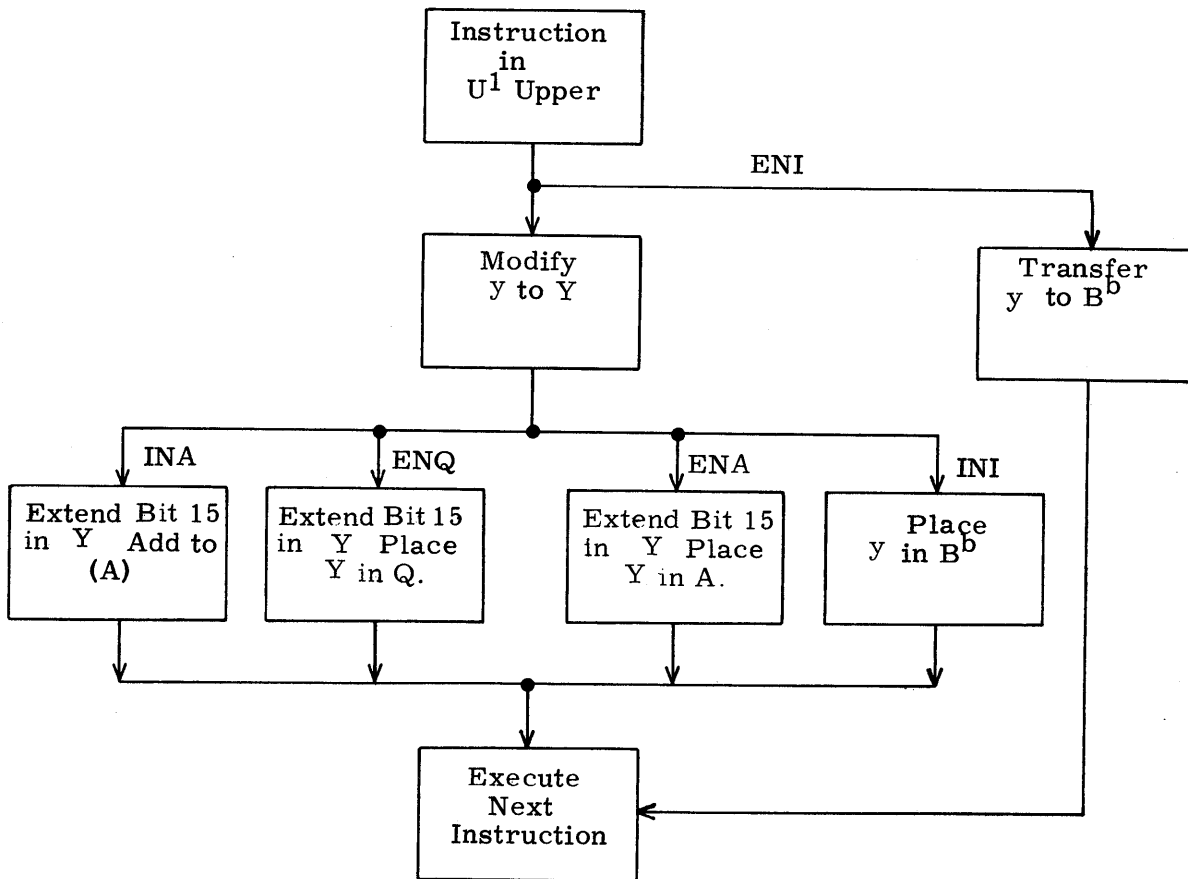 Instruction
in
U¹ Upper
ENI
Modify
y to Y
Transfer
y to Bᵇ
INA
ENQ
ENA
INI
Extend Bit 15
in Y Add to
(A)
Extend Bit 15
in Y Place
Y in Q.
Extend Bit 15
in Y Place
Y in A.
Place
y in Bᵇ
Execute
Next
Instruction